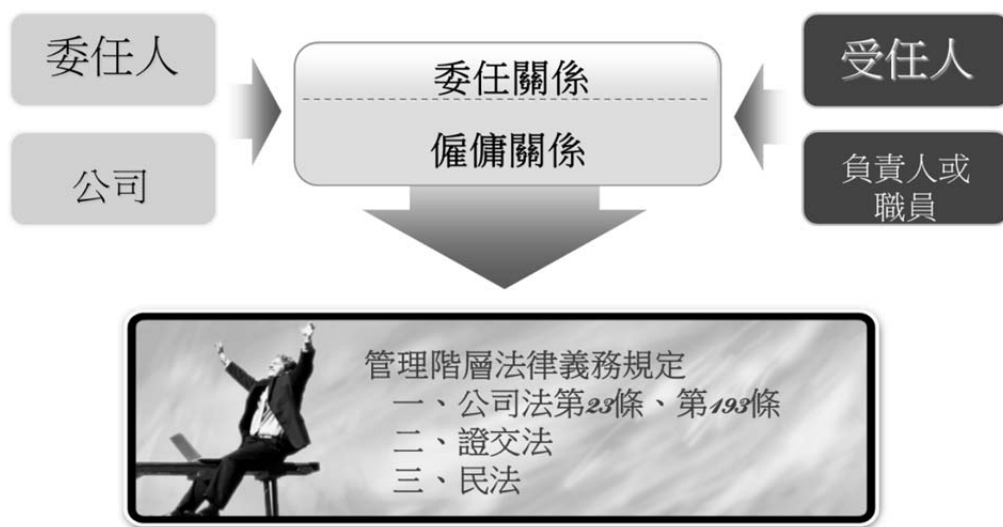 委任人
公司
委任關係
僱傭關係
受任人
負責人或
職員
管理階層法律義務規定
一、公司法第23條、第193條
二、證交法
三、民法